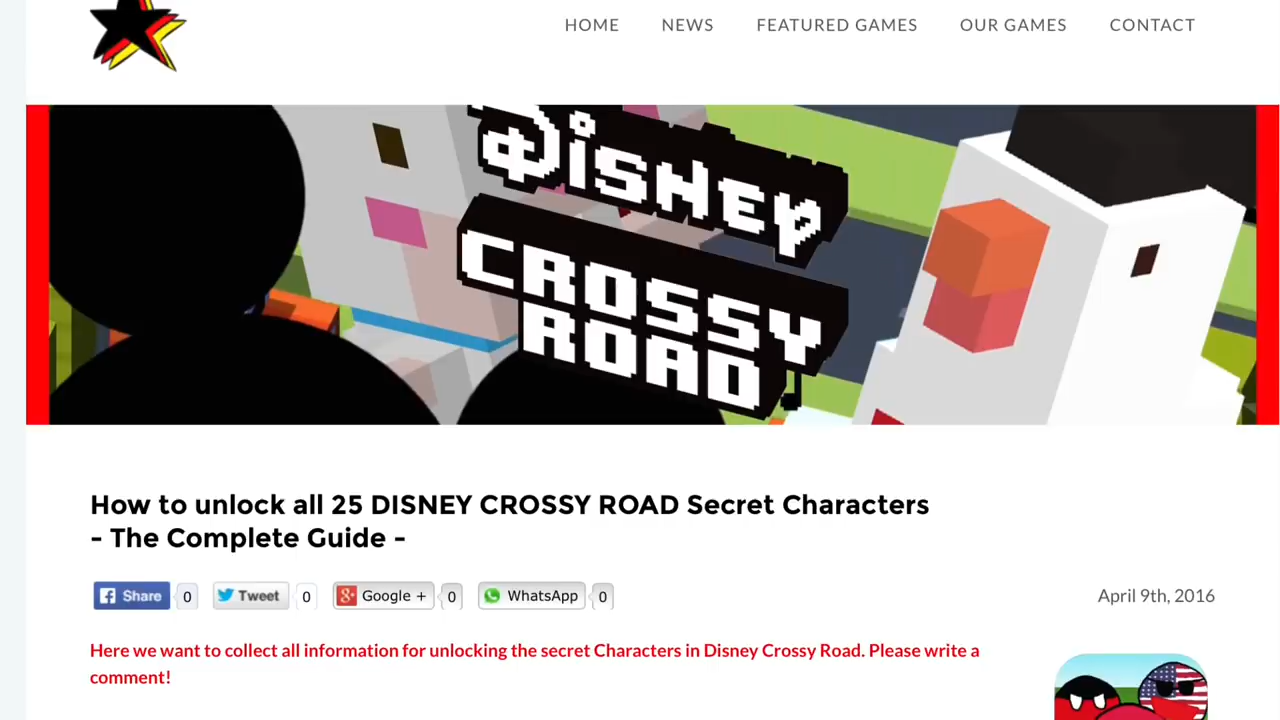 HOME NEWS FEATURED GAMES OUR GAMES CONTACT
Disney
CROSSY
ROAD
How to unlock all 25 DISNEY CROSSY ROAD Secret Characters
- The Complete Guide -
Share 0 Tweet 0 Google + 0 WhatsApp 0 April 9th, 2016
Here we want to collect all information for unlocking the secret Characters in Disney Crossy Road. Please write a
comment!